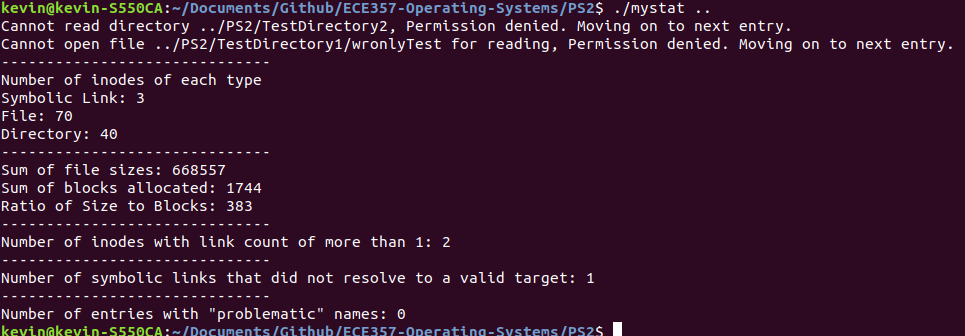 kevin@kevin-S550CA:~/Documents/Github/ECE357-Operating-Systems/PS2$ ./mystat ..
Cannot read directory ../PS2/TestDirectory2, Permission denied. Moving on to next entry.
Cannot open file ../PS2/TestDirectory1/wronlyTest for reading, Permission denied. Moving on to next entry.
------------------------------
Number of inodes of each type
Symbolic Link: 3
File: 70
Directory: 40
------------------------------
Sum of file sizes: 668557
Sum of blocks allocated: 1744
Ratio of Size to Blocks: 383
------------------------------
Number of inodes with link count of more than 1: 2
------------------------------
Number of symbolic links that did not resolve to a valid target: 1
------------------------------
Number of entries with "problematic" names: 0
kevin@kevin-S550CA:~/Documents/Github/ECE357-Operating-Systems/PS2$